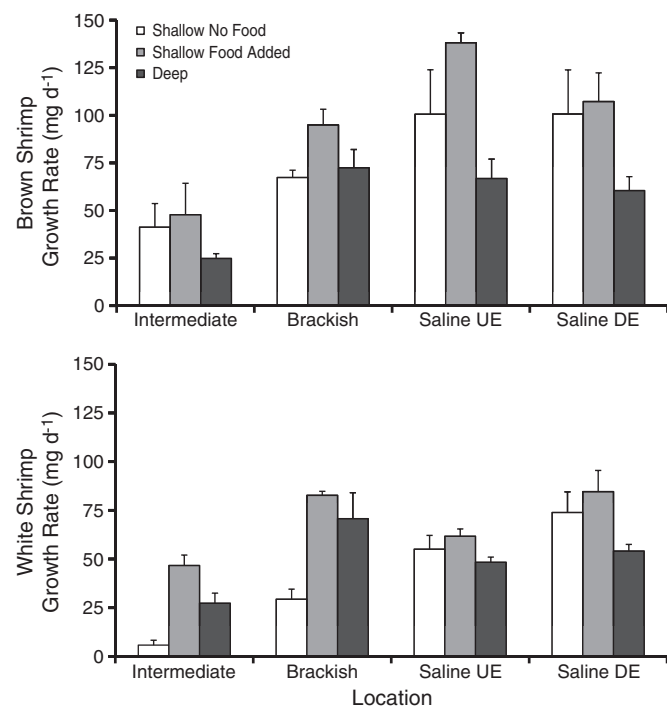 Shallow No Food
Shallow Food Added
Deep
Brown Shrimp
Growth Rate (mg d-1)
150
125
100
75
50
25
0
Intermediate Brackish Saline UE Saline DE
White Shrimp
Growth Rate (mg d-1)
150
125
100
75
50
25
0
Intermediate Brackish Saline UE Saline DE
Location